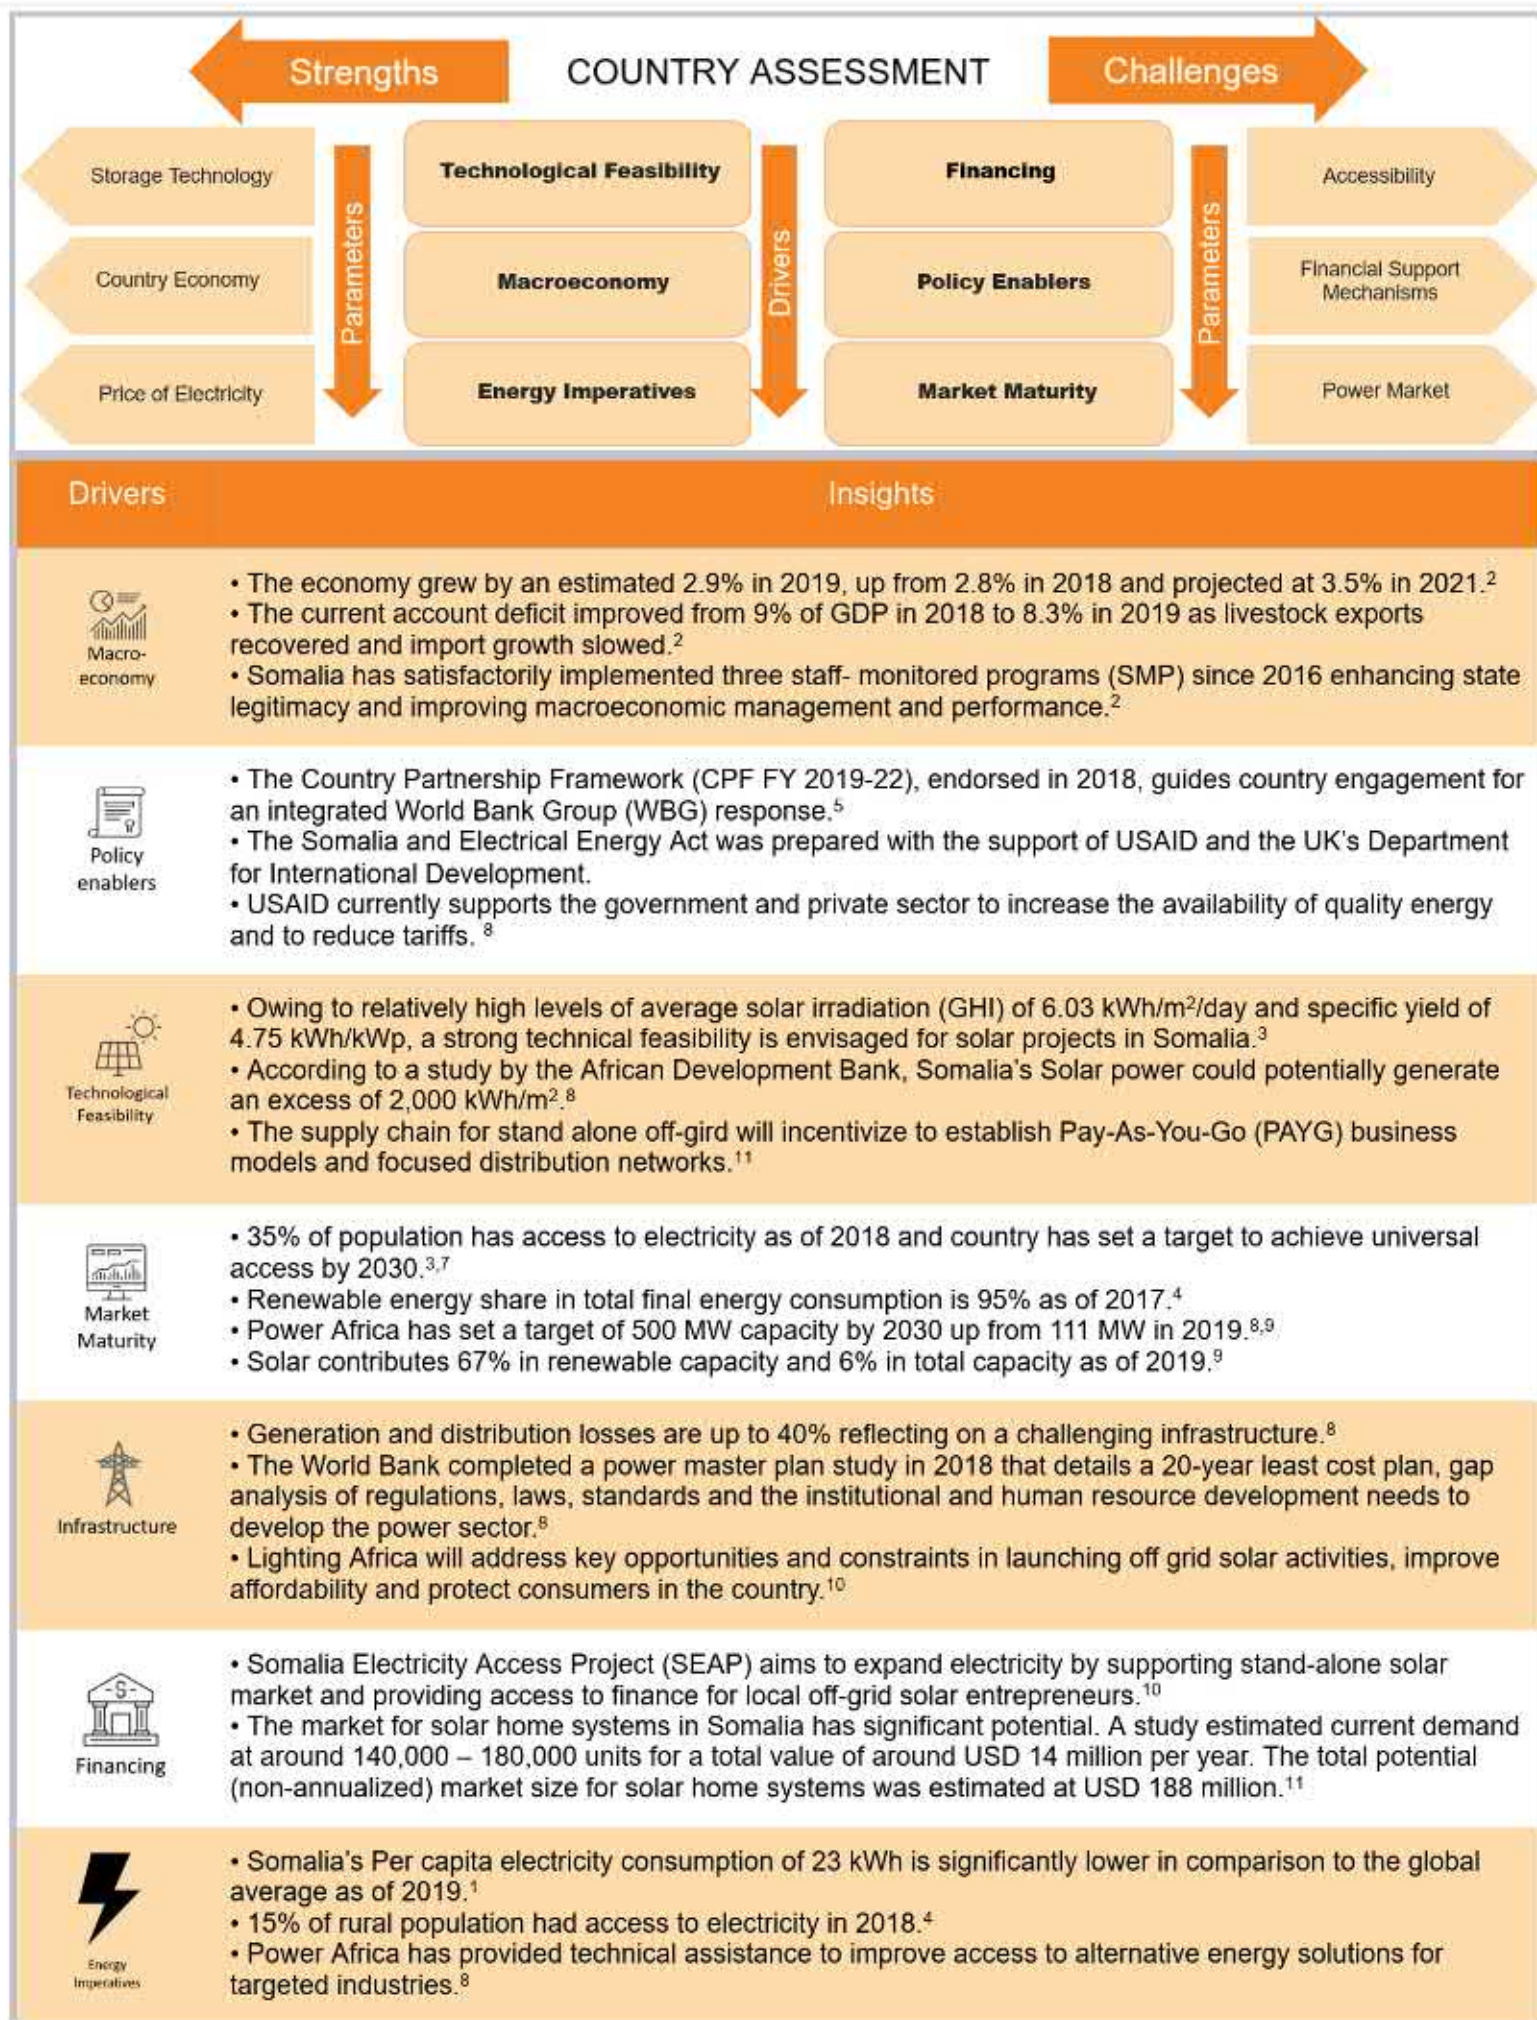 Strengths
COUNTRY ASSESSMENT
Challenges
Storage Technology
Country Economy
Price of Electricity
Parameters
Technological Feasibility
Macroeconomy
Energy Imperatives
Drivers
Financing
Policy Enablers
Market Maturity
Parameters
Accessibility
Financial Support
Mechanisms
Power Market
Drivers
Insights
Macro-
economy
• The economy grew by an estimated 2.9% in 2019, up from 2.8% in 2018 and projected at 3.5% in 2021.²
• The current account deficit improved from 9% of GDP in 2018 to 8.3% in 2019 as livestock exports
recovered and import growth slowed.²
• Somalia has satisfactorily implemented three staff- monitored programs (SMP) since 2016 enhancing state
legitimacy and improving macroeconomic management and performance.²
Policy
enablers
• The Country Partnership Framework (CPF FY 2019-22), endorsed in 2018, guides country engagement for
an integrated World Bank Group (WBG) response.⁵
• The Somalia and Electrical Energy Act was prepared with the support of USAID and the UK's Department
for International Development.
• USAID currently supports the government and private sector to increase the availability of quality energy
and to reduce tariffs. ⁸
Technological
Feasibility
• Owing to relatively high levels of average solar irradiation (GHI) of 6.03 kWh/m²/day and specific yield of
4.75 kWh/kWp, a strong technical feasibility is envisaged for solar projects in Somalia.³
• According to a study by the African Development Bank, Somalia's Solar power could potentially generate
an excess of 2,000 kWh/m².⁸
• The supply chain for stand alone off-gird will incentivize to establish Pay-As-You-Go (PAYG) business
models and focused distribution networks.¹¹
Market
Maturity
• 35% of population has access to electricity as of 2018 and country has set a target to achieve universal
access by 2030.³,⁷
• Renewable energy share in total final energy consumption is 95% as of 2017.⁴
• Power Africa has set a target of 500 MW capacity by 2030 up from 111 MW in 2019.⁸,⁹
• Solar contributes 67% in renewable capacity and 6% in total capacity as of 2019.⁹
Infrastructure
• Generation and distribution losses are up to 40% reflecting on a challenging infrastructure.⁸
• The World Bank completed a power master plan study in 2018 that details a 20-year least cost plan, gap
analysis of regulations, laws, standards and the institutional and human resource development needs to
develop the power sector.⁸
• Lighting Africa will address key opportunities and constraints in launching off grid solar activities, improve
affordability and protect consumers in the country.¹⁰
-$-
Financing
• Somalia Electricity Access Project (SEAP) aims to expand electricity by supporting stand-alone solar
market and providing access to finance for local off-grid solar entrepreneurs.¹⁰
• The market for solar home systems in Somalia has significant potential. A study estimated current demand
at around 140,000 – 180,000 units for a total value of around USD 14 million per year. The total potential
(non-annualized) market size for solar home systems was estimated at USD 188 million.¹¹
Energy
Imperatives
• Somalia's Per capita electricity consumption of 23 kWh is significantly lower in comparison to the global
average as of 2019.¹
• 15% of rural population had access to electricity in 2018.⁴
• Power Africa has provided technical assistance to improve access to alternative energy solutions for
targeted industries.⁸